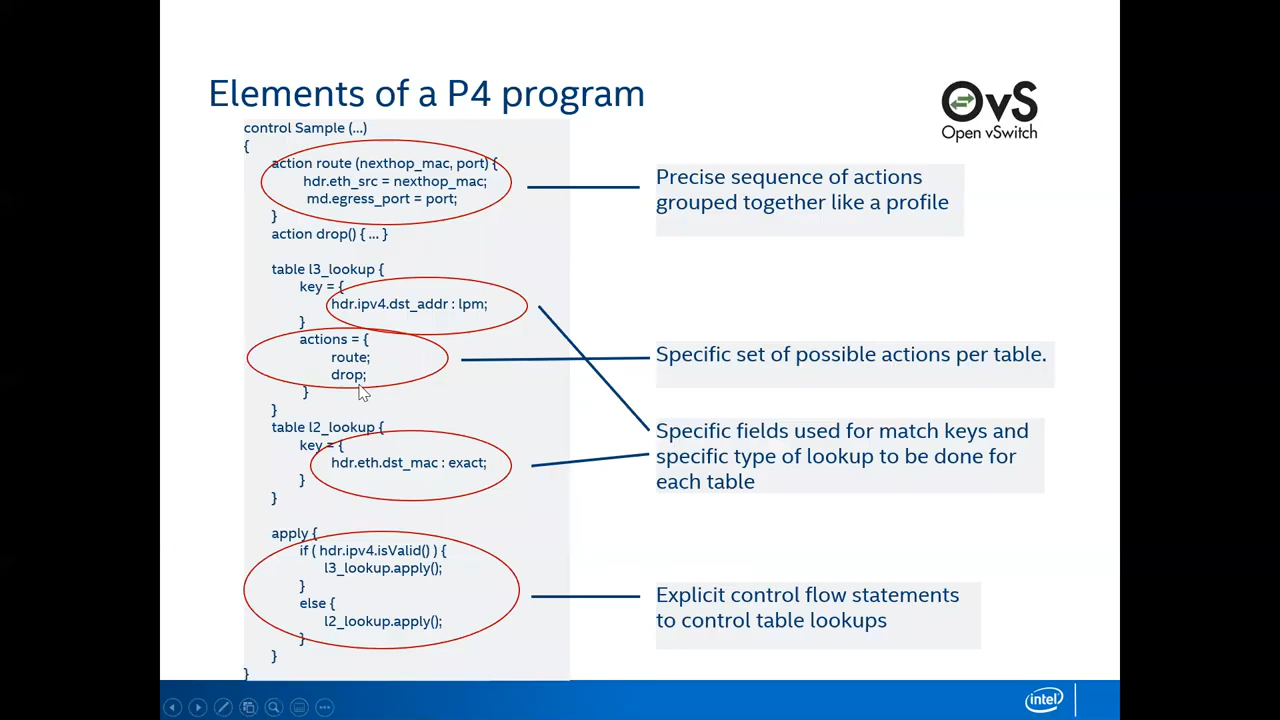 Elements of a P4 program
OvS
Open vSwitch
control Sample (...)
{
action route (nexthop_mac, port) {
hdr.eth_src = nexthop_mac;
md.egress_port = port;
}
action drop() { ... }
table l3_lookup {
key = {
hdr.ipv4.dst_addr : lpm;
}
actions = {
route;
drop;
}
}
table l2_lookup {
key = {
hdr.eth.dst_mac : exact;
}
}
apply {
if ( hdr.ipv4.isValid() ) {
l3_lookup.apply();
}
else {
l2_lookup.apply();
}
}
}
Precise sequence of actions
grouped together like a profile
Specific set of possible actions per table.
Specific fields used for match keys and
specific type of lookup to be done for
each table
Explicit control flow statements
to control table lookups
intel